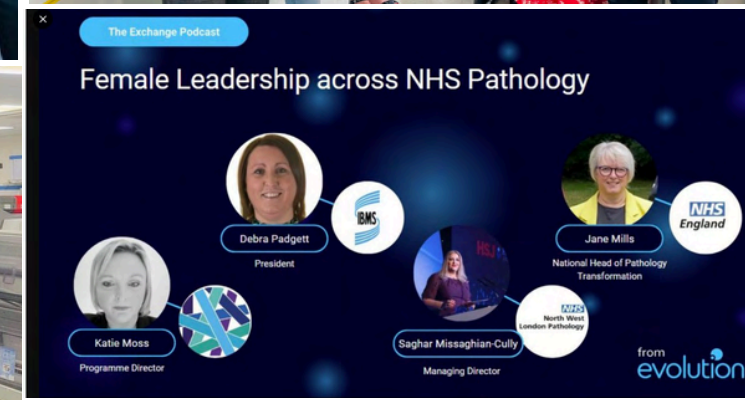 The Exchange Podcast
Female Leadership across NHS Pathology
Debra Padgett
President
IBMS
Jane Mills
National Head of Pathology
Transformation
NHS
England
Katie Moss
Programme Director
HSJ
Saghar Missaghian-Cully
Managing Director
NHS
North West
London Pathology
from
evolution